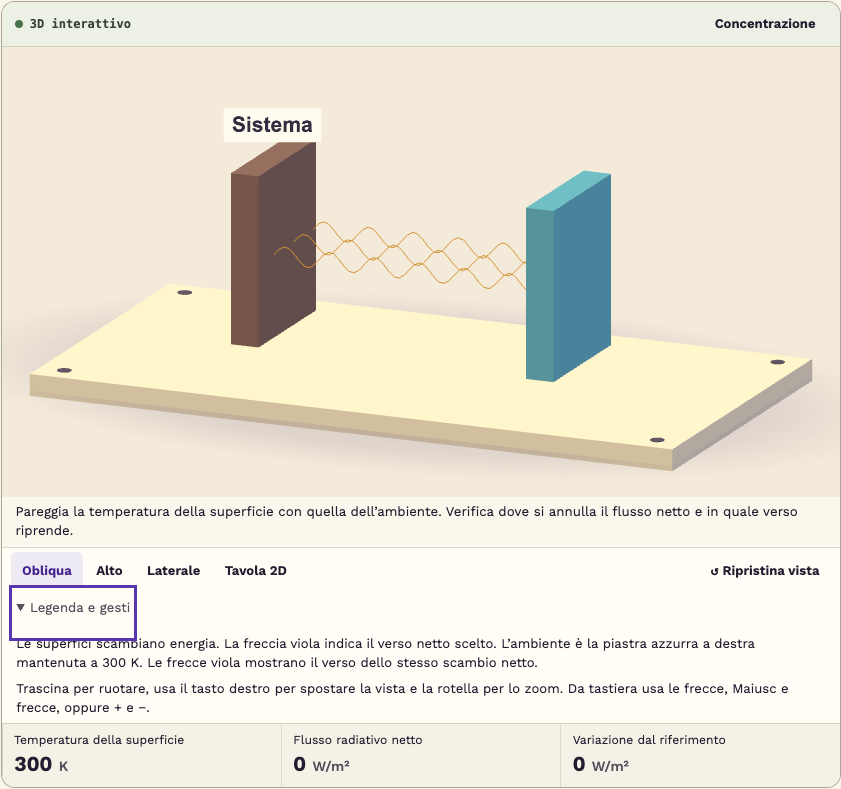 3D interattivo
Concentrazione
Sistema
Pareggia la temperatura della superficie con quella dell’ambiente. Verifica dove si annulla il flusso netto e in quale verso
riprende.
Obliqua Alto Laterale Tavola 2D ↺ Ripristina vista
▼ Legenda e gesti
Le superfici scambiano energia. La freccia viola indica il verso netto scelto. L’ambiente è la piastra azzurra a destra
mantenuta a 300 K. Le frecce viola mostrano il verso dello stesso scambio netto.
Trascina per ruotare, usa il tasto destro per spostare la vista e la rotella per lo zoom. Da tastiera usa le frecce, Maiusc e
frecce, oppure + e −.
Temperatura della superficie
300 K
Flusso radiativo netto
0 W/m²
Variazione dal riferimento
0 W/m²